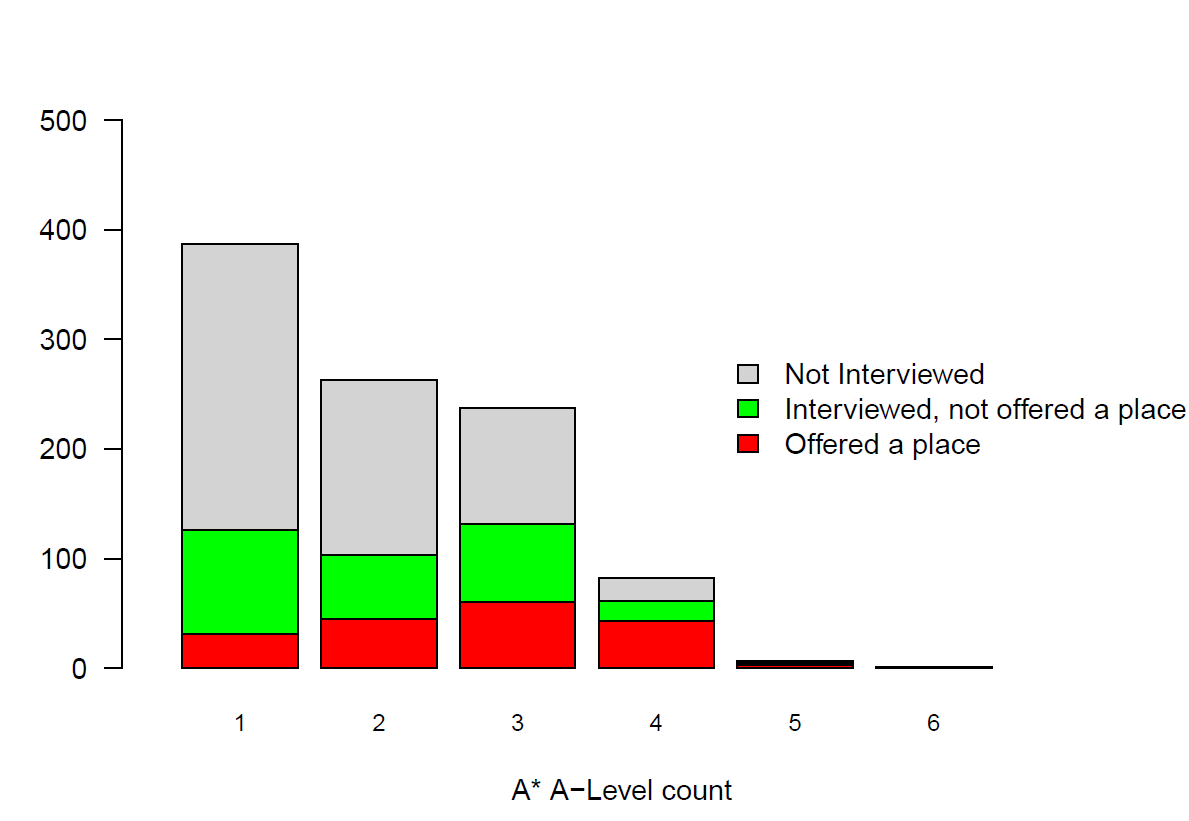 500
400
300
200
100
0
Not Interviewed
Interviewed, not offered a place
Offered a place
1 2 3 4 5 6
A* A−Level count